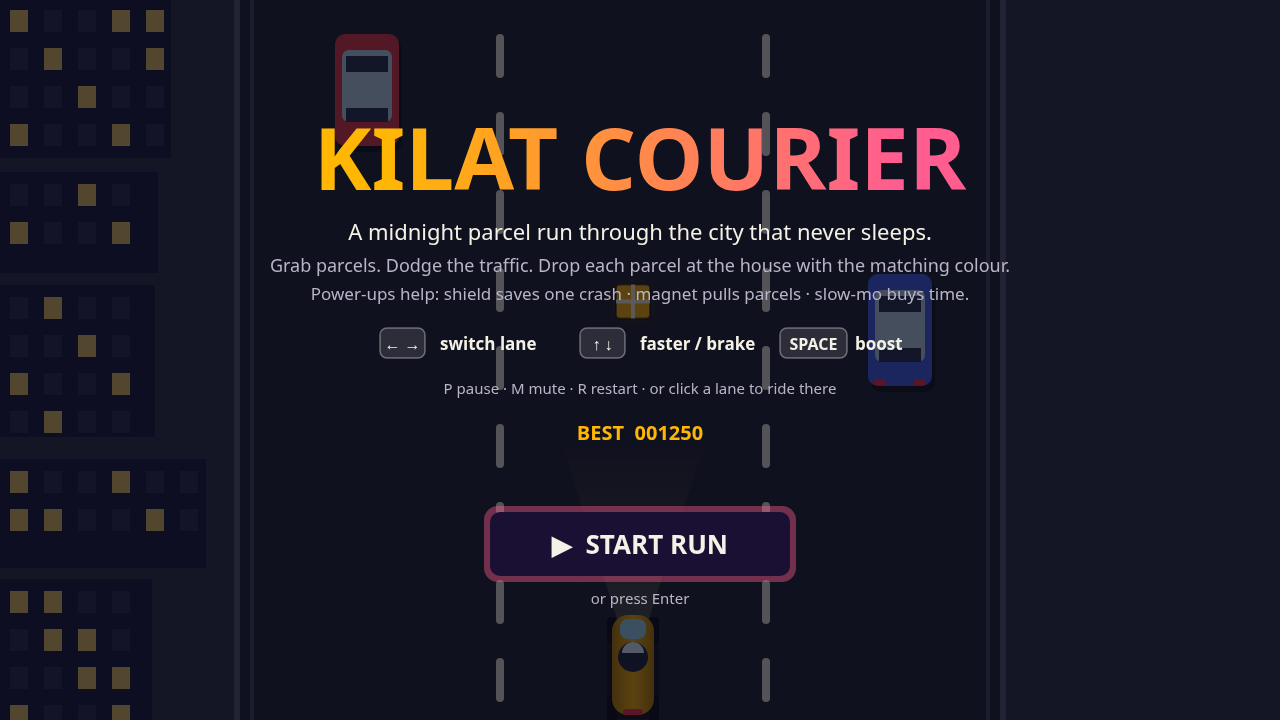 KILAT COURIER
A midnight parcel run through the city that never sleeps.
Grab parcels. Dodge the traffic. Drop each parcel at the house with the matching colour.
Power-ups help: shield saves one crash · magnet pulls parcels · slow-mo buys time.
← → switch lane ↑ ↓ faster / brake SPACE boost
P pause · M mute · R restart · or click a lane to ride there
BEST 001250
▶ START RUN
or press Enter